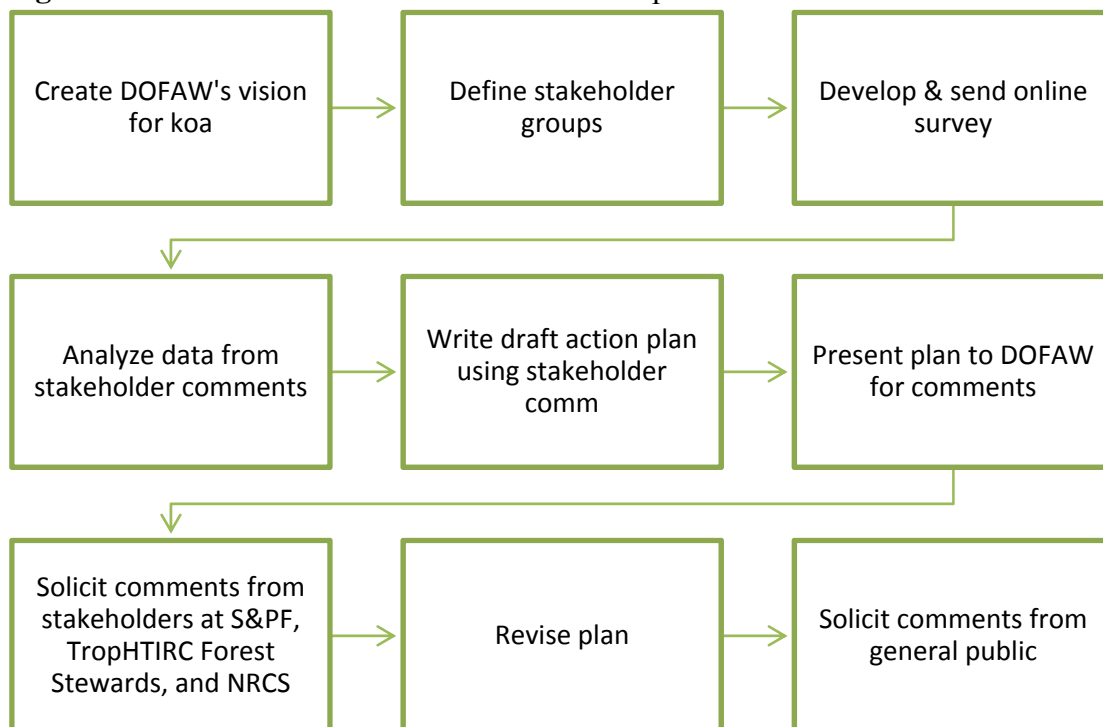 Create DOFAW's vision
for koa
Define stakeholder
groups
Develop & send online
survey
Analyze data from
stakeholder comments
Write draft action plan
using stakeholder
comm
Present plan to DOFAW
for comments
Solicit comments from
stakeholders at S&PF,
TropHTIRC Forest
Stewards, and NRCS
Revise plan
Solicit comments from
general public